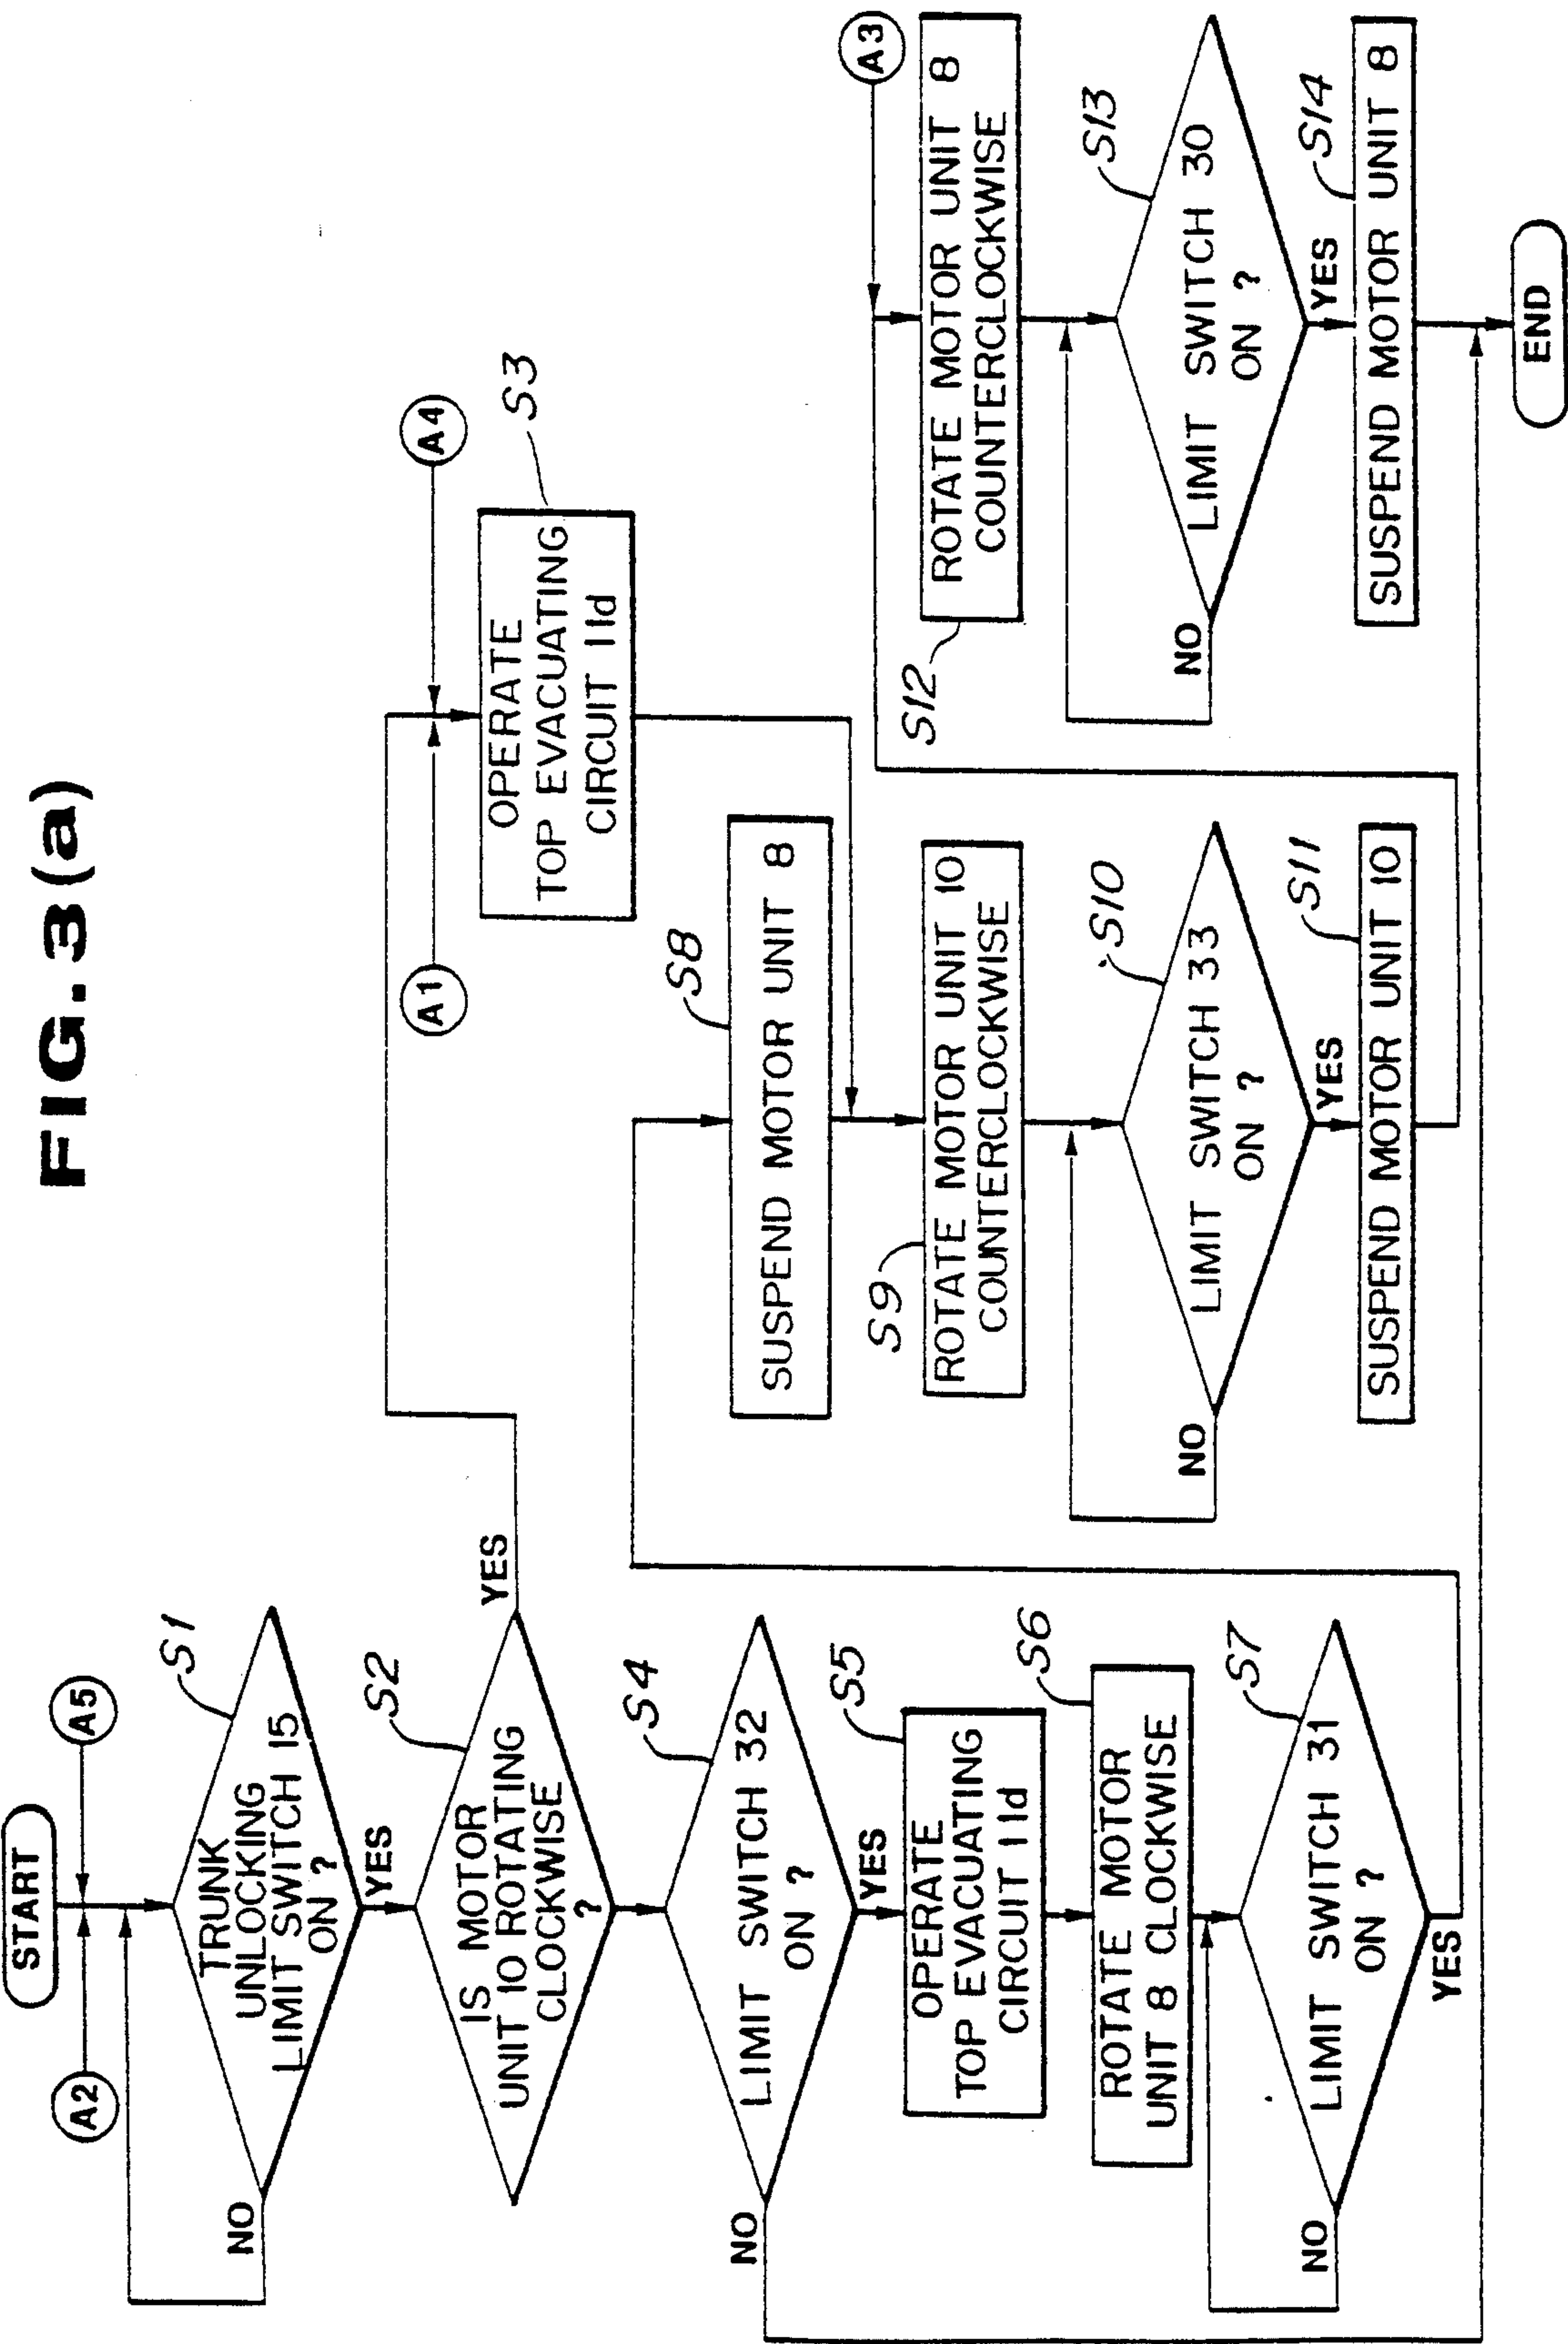 FIG. 3 (a)
START
A2
A5
TRUNK
UNLOCKING
LIMIT SWITCH 15
ON ?
S1
NO
YES
IS MOTOR
UNIT 10 ROTATING
CLOCKWISE
?
S2
YES
LIMIT SWITCH 32
ON ?
S4
NO
YES
OPERATE
TOP EVACUATING
CIRCUIT 11d
S5
ROTATE MOTOR
UNIT 8 CLOCKWISE
S6
LIMIT SWITCH 31
ON ?
S7
NO
YES
A1
A4
OPERATE
TOP EVACUATING
CIRCUIT 11d
S3
SUSPEND MOTOR UNIT 8
S8
ROTATE MOTOR UNIT 10
COUNTERCLOCKWISE
S9
LIMIT SWITCH 33
ON ?
S10
NO
YES
SUSPEND MOTOR UNIT 10
S11
A3
ROTATE MOTOR UNIT 8
COUNTERCLOCKWISE
S12
LIMIT SWITCH 30
ON ?
S13
NO
YES
SUSPEND MOTOR UNIT 8
S14
END